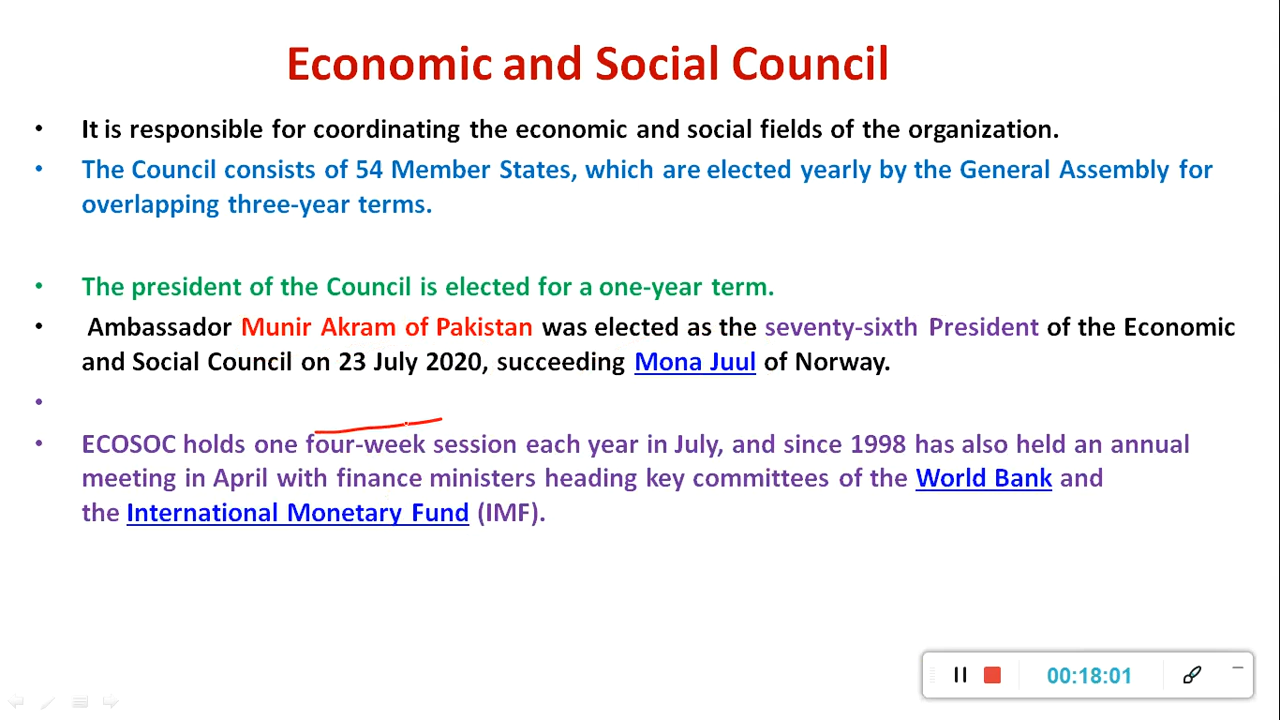 Economic and Social Council
• It is responsible for coordinating the economic and social fields of the organization.
• The Council consists of 54 Member States, which are elected yearly by the General Assembly for
overlapping three-year terms.
• The president of the Council is elected for a one-year term.
• Ambassador Munir Akram of Pakistan was elected as the seventy-sixth President of the Economic
and Social Council on 23 July 2020, succeeding Mona Juul of Norway.
•
• ECOSOC holds one four-week session each year in July, and since 1998 has also held an annual
meeting in April with finance ministers heading key committees of the World Bank and
the International Monetary Fund (IMF).
00:18:01